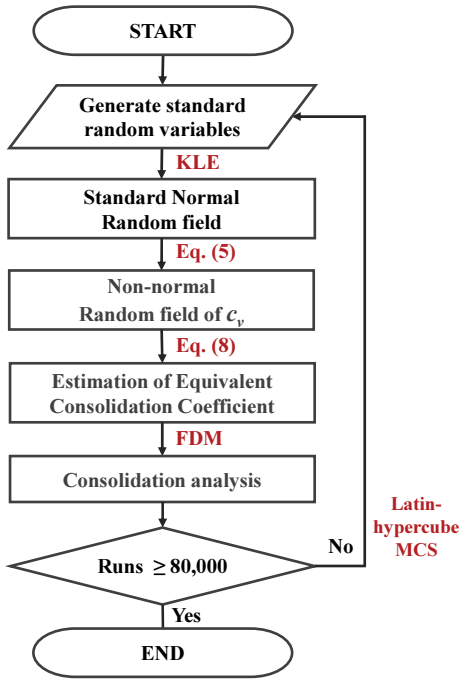 START
Generate standard
random variables
KLE
Standard Normal
Random field
Eq. (5)
Non-normal
Random field of cᵥ
Eq. (8)
Estimation of Equivalent
Consolidation Coefficient
FDM
Consolidation analysis
Latin-
hypercube
MCS
No
Runs ≥ 80,000
Yes
END